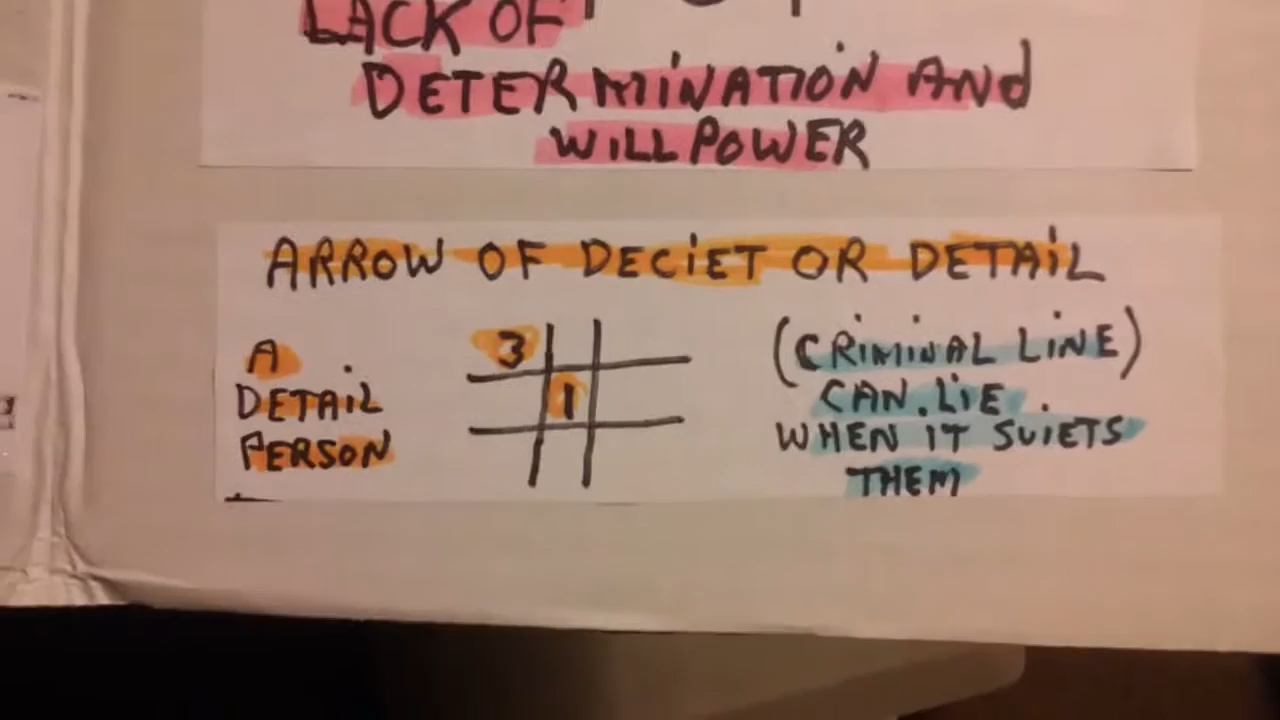 LACK OF
DETERMINATION AND
WILLPOWER
ARROW OF DECIET OR DETAIL
A
DETAIL
PERSON
3
1
(CRIMINAL LINE)
CAN.LIE
WHEN IT SUIETS
THEM